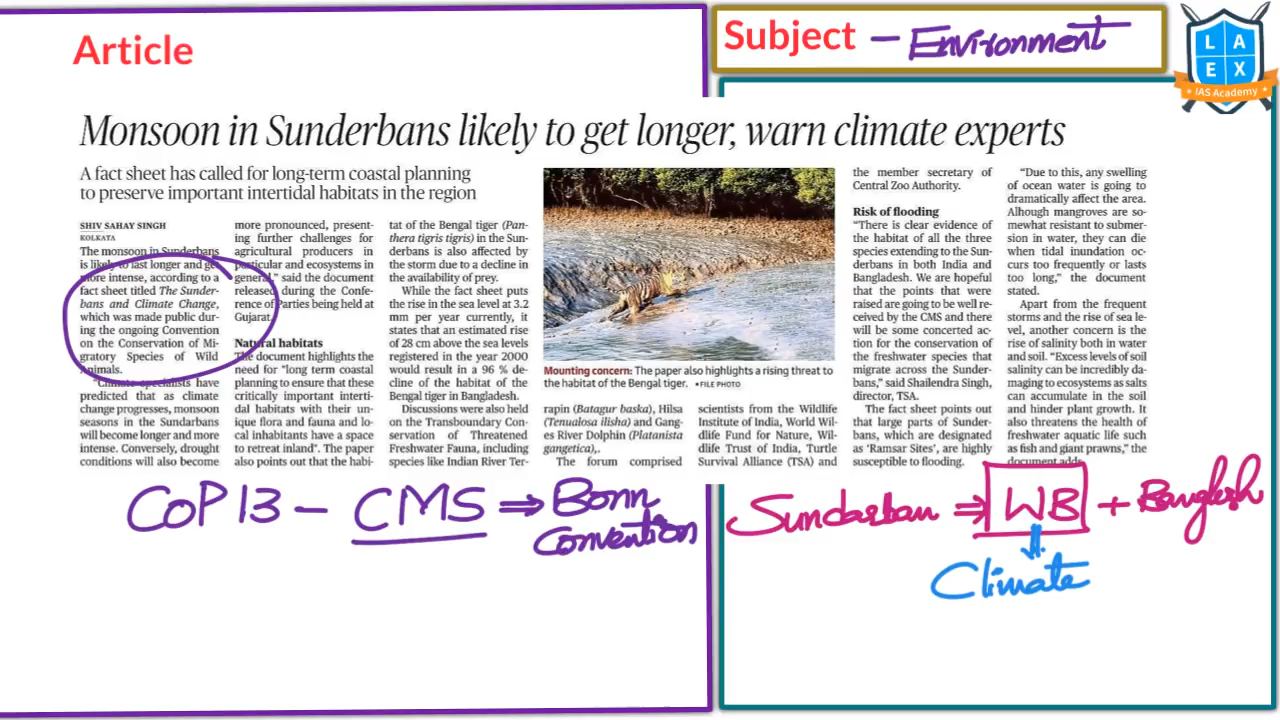 Article
Subject - Environment
L A
E X
IAS Academy
Monsoon in Sunderbans likely to get longer, warn climate experts
A fact sheet has called for long-term coastal planning
to preserve important intertidal habitats in the region
SHIV SAHAY SINGH
KOLKATA
The monsoon in Sunderbans
is likely to last longer and get
more intense, according to a
fact sheet titled The Sunder-
bans and Climate Change,
which was made public dur-
ing the ongoing Convention
on the Conservation of Mi-
gratory Species of Wild
Animals.
"Climate specialists have
predicted that as climate
change progresses, monsoon
seasons in the Sundarbans
will become longer and more
intense. Conversely, drought
conditions will also become
more pronounced, present-
ing further challenges for
agricultural producers in
particular and ecosystems in
general," said the document
released during the Confe-
rence of Parties being held at
Gujarat.
Natural habitats
The document highlights the
need for "long term coastal
planning to ensure that these
critically important interti-
dal habitats with their un-
ique flora and fauna and lo-
cal inhabitants have a space
to retreat inland". The paper
also points out that the habi-
tat of the Bengal tiger (Pan-
thera tigris tigris) in the Sun-
derbans is also affected by
the storm due to a decline in
the availability of prey.
While the fact sheet puts
the rise in the sea level at 3.2
mm per year currently, it
states that an estimated rise
of 28 cm above the sea levels
registered in the year 2000
would result in a 96 % de-
cline of the habitat of the
Bengal tiger in Bangladesh.
Discussions were also held
on the Transboundary Con-
servation of Threatened
Freshwater Fauna, including
species like Indian River Ter-
Mounting concern: The paper also highlights a rising threat to
the habitat of the Bengal tiger. • FILE PHOTO
rapin (Batagur baska), Hilsa
(Tenualosa ilisha) and Gang-
es River Dolphin (Platanista
gangetica),.
The forum comprised
scientists from the Wildlife
Institute of India, World Wi-
ldlife Fund for Nature, Wil-
dlife Trust of India, Turtle
Survival Alliance (TSA) and
the member secretary of
Central Zoo Authority.
Risk of flooding
"There is clear evidence of
the habitat of all the three
species extending to the Sun-
derbans in both India and
Bangladesh. We are hopeful
that the points that were
raised are going to be well re-
ceived by the CMS and there
will be some concerted ac-
tion for the conservation of
the freshwater species that
migrate across the Sunder-
bans," said Shailendra Singh,
director, TSA.
The fact sheet points out
that large parts of Sunder-
bans, which are designated
as 'Ramsar Sites', are highly
susceptible to flooding.
"Due to this, any swelling
of ocean water is going to
dramatically affect the area.
Alhough mangroves are so-
mewhat resistant to submer-
sion in water, they can die
when tidal inundation oc-
curs too frequently or lasts
too long," the document
stated.
Apart from the frequent
storms and the rise of sea le-
vel, another concern is the
rise of salinity both in water
and soil. "Excess levels of soil
salinity can be incredibly da-
maging to ecosystems as salts
can accumulate in the soil
and hinder plant growth. It
also threatens the health of
freshwater aquatic life such
as fish and giant prawns," the
document adds.
CoP 13 - CMS ⇒ Bonn
Convention
Sundarban ⇒ WB + Banglesh
Climate